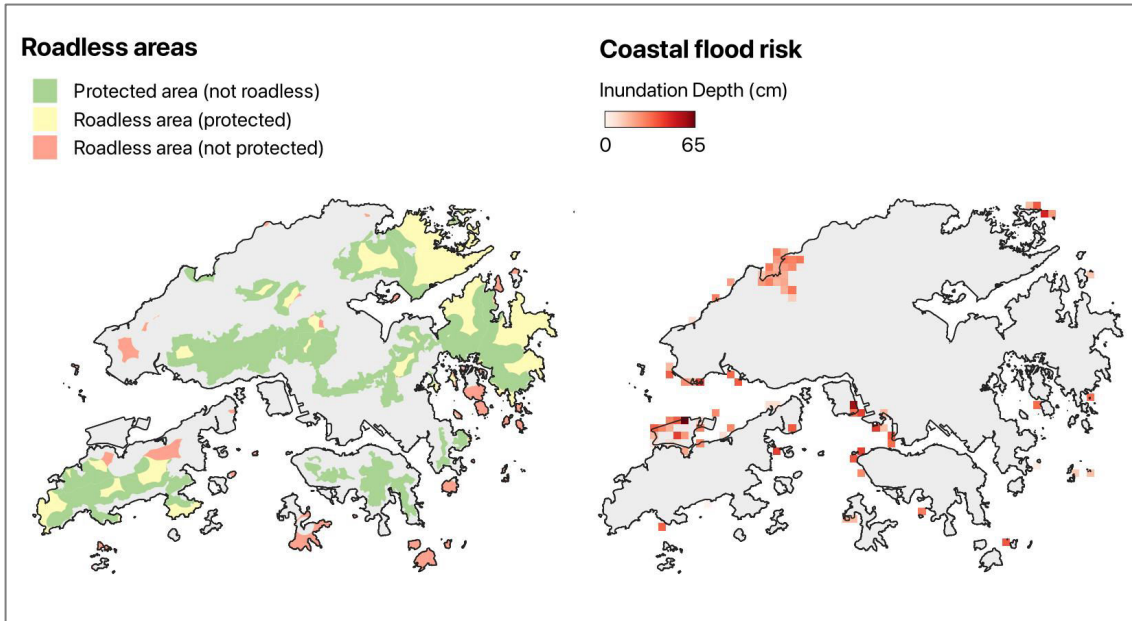 Roadless areas
Protected area (not roadless)
Roadless area (protected)
Roadless area (not protected)
Coastal flood risk
Inundation Depth (cm)
0 65